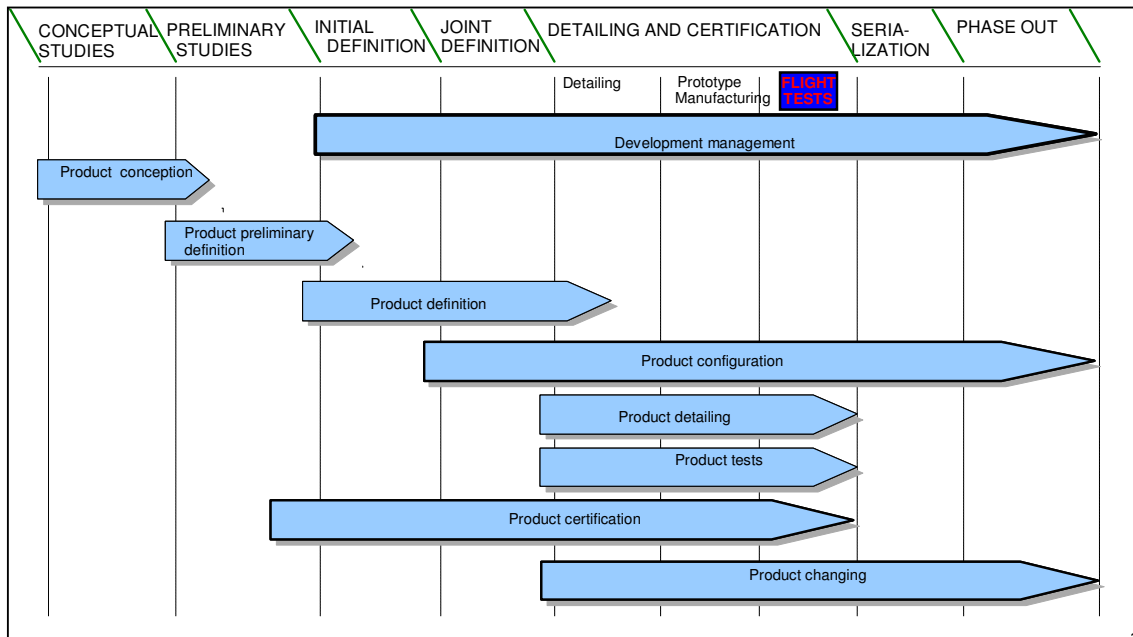 CONCEPTUAL STUDIES
PRELIMINARY STUDIES
INITIAL DEFINITION
JOINT DEFINITION
DETAILING AND CERTIFICATION
SERIA-
LIZATION
PHASE OUT
Detailing
Prototype
Manufacturing
FLIGHT
TESTS
Development management
Product conception
Product preliminary
definition
Product definition
Product configuration
Product detailing
Product tests
Product certification
Product changing